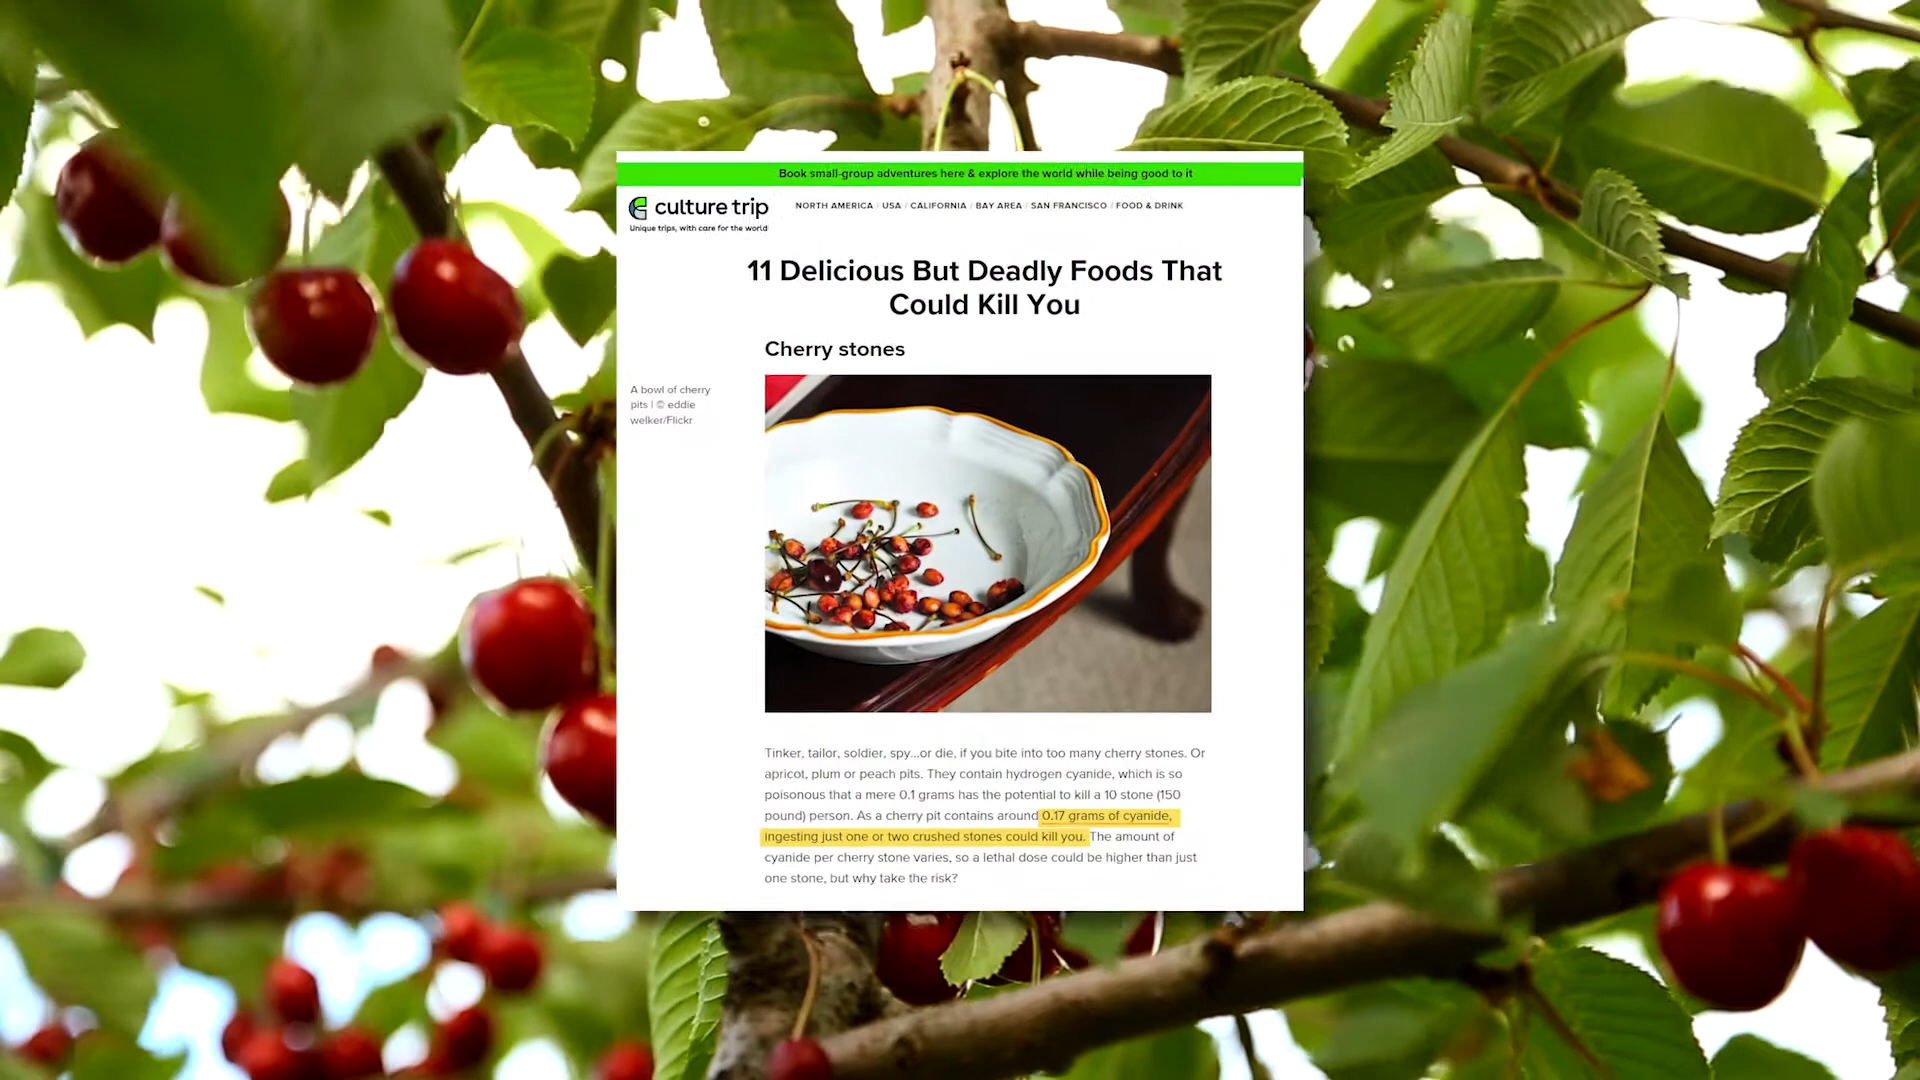 Book small-group adventures here & explore the world while being good to it
culture trip
Unique trips, with care for the world
NORTH AMERICA / USA / CALIFORNIA / BAY AREA / SAN FRANCISCO / FOOD & DRINK
11 Delicious But Deadly Foods That
Could Kill You
Cherry stones
A bowl of cherry
pits | © eddie
welker/Flickr
Tinker, tailor, soldier, spy...or die, if you bite into too many cherry stones. Or
apricot, plum or peach pits. They contain hydrogen cyanide, which is so
poisonous that a mere 0.1 grams has the potential to kill a 10 stone (150
pound) person. As a cherry pit contains around 0.17 grams of cyanide,
ingesting just one or two crushed stones could kill you. The amount of
cyanide per cherry stone varies, so a lethal dose could be higher than just
one stone, but why take the risk?